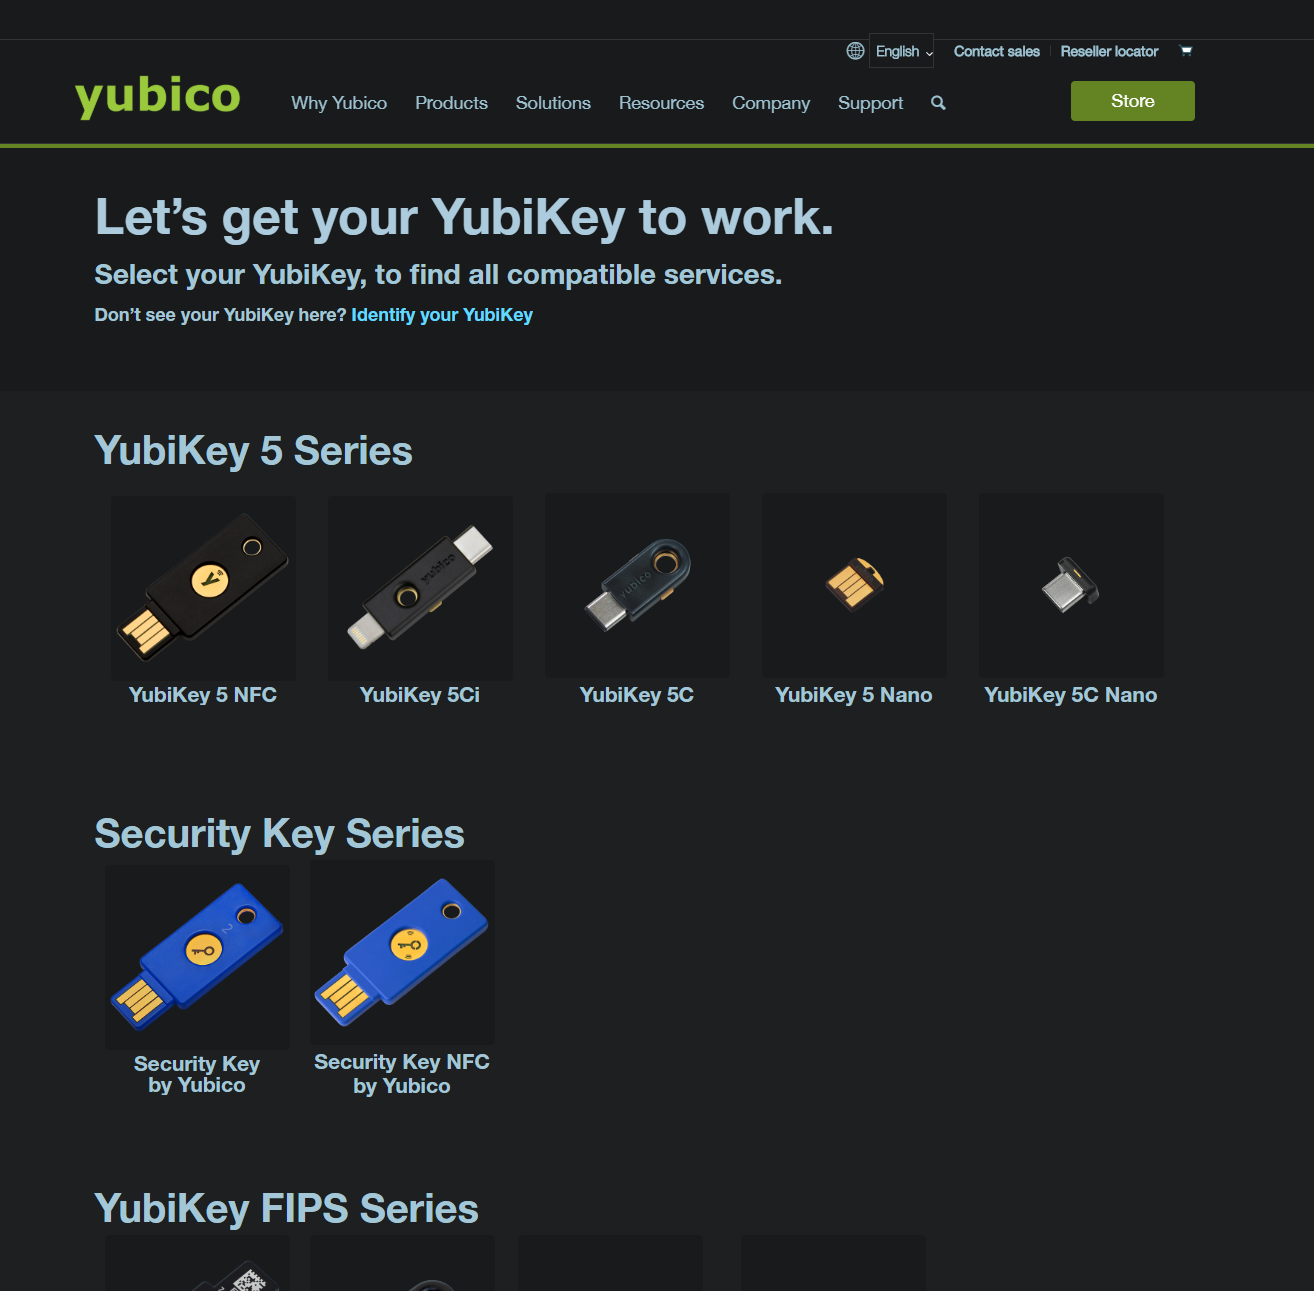 English
Contact sales
Reseller locator
yubico
Why Yubico
Products
Solutions
Resources
Company
Support
Store
Let’s get your YubiKey to work.
Select your YubiKey, to find all compatible services.
Don’t see your YubiKey here? Identify your YubiKey
YubiKey 5 Series
y
yubico
yubico
YubiKey 5 NFC
YubiKey 5Ci
YubiKey 5C
YubiKey 5 Nano
YubiKey 5C Nano
Security Key Series
2
Security Key
by Yubico
Security Key NFC
by Yubico
YubiKey FIPS Series